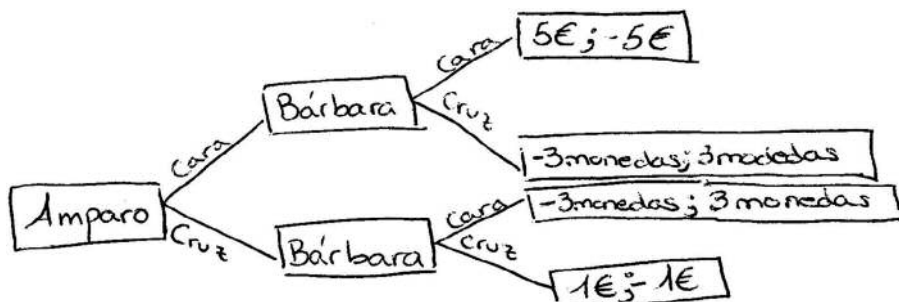 Cara
5€; -5€
Bárbara
Cruz
Cara
-3 monedas; 3 modedas
Amparo
Cara
-3 monedas; 3 monedas
Cruz
Cruz
Bárbara
1€; -1€